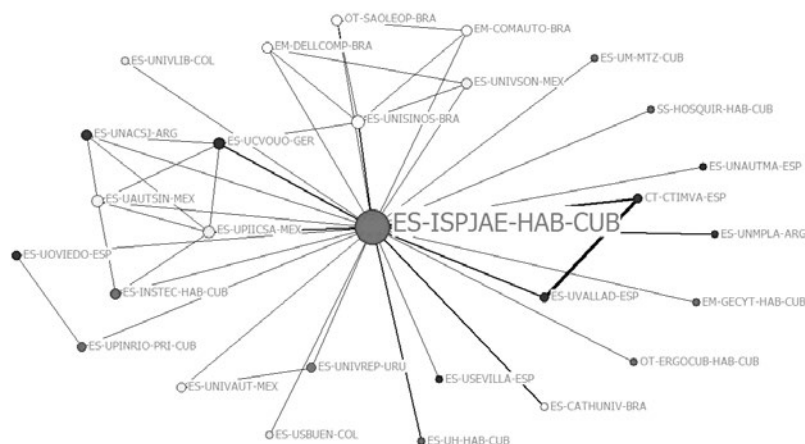 OT-SAOLEOP-BRA
EM-COMAUTO-BRA
EM-DELLCOMP-BRA
ES-UNIVLIB-COL
ES-UM-MTZ-CUB
ES-UNIVSON-MEX
SS-HOSQUIR-HAB-CUB
ES-UNISINOS-BRA
ES-UNACSJ-ARG
ES-UCVOUO-GER
ES-UNAUTMA-ESP
CT-CTIMVA-ESP
ES-UAUTSIN-MEX
ES-ISPJAE-HAB-CUB
ES-UPIICSA-MEX
ES-UNMPLA-ARG
ES-UOVIEDO-ESP
ES-INSTEC-HAB-CUB
ES-UVALLAD-ESP
EM-GECYT-HAB-CUB
ES-UPINRIO-PRI-CUB
OT-ERGOCUB-HAB-CUB
ES-UNIVREP-URU
ES-USEVILLA-ESP
ES-UNIVAUT-MEX
ES-CATHUNIV-BRA
ES-USBUEN-COL
ES-UH-HAB-CUB